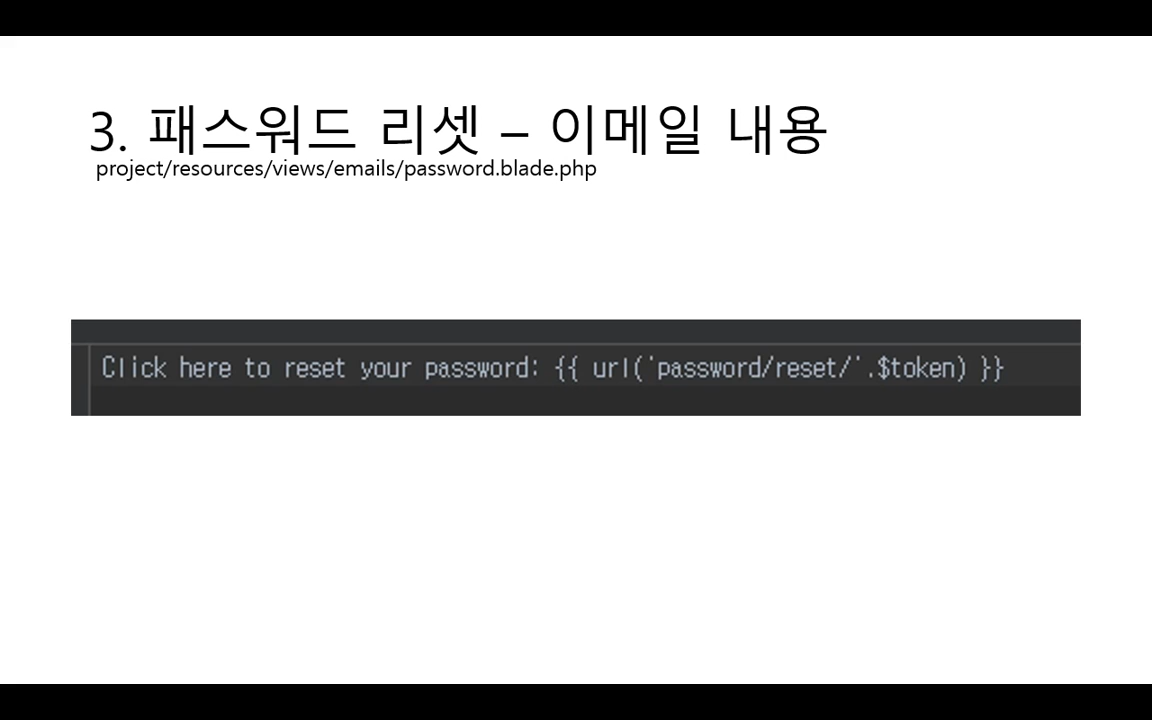 3. 패스워드 리셋 – 이메일 내용
project/resources/views/emails/password.blade.php
Click here to reset your password: {{ url('password/reset/'.$token) }}